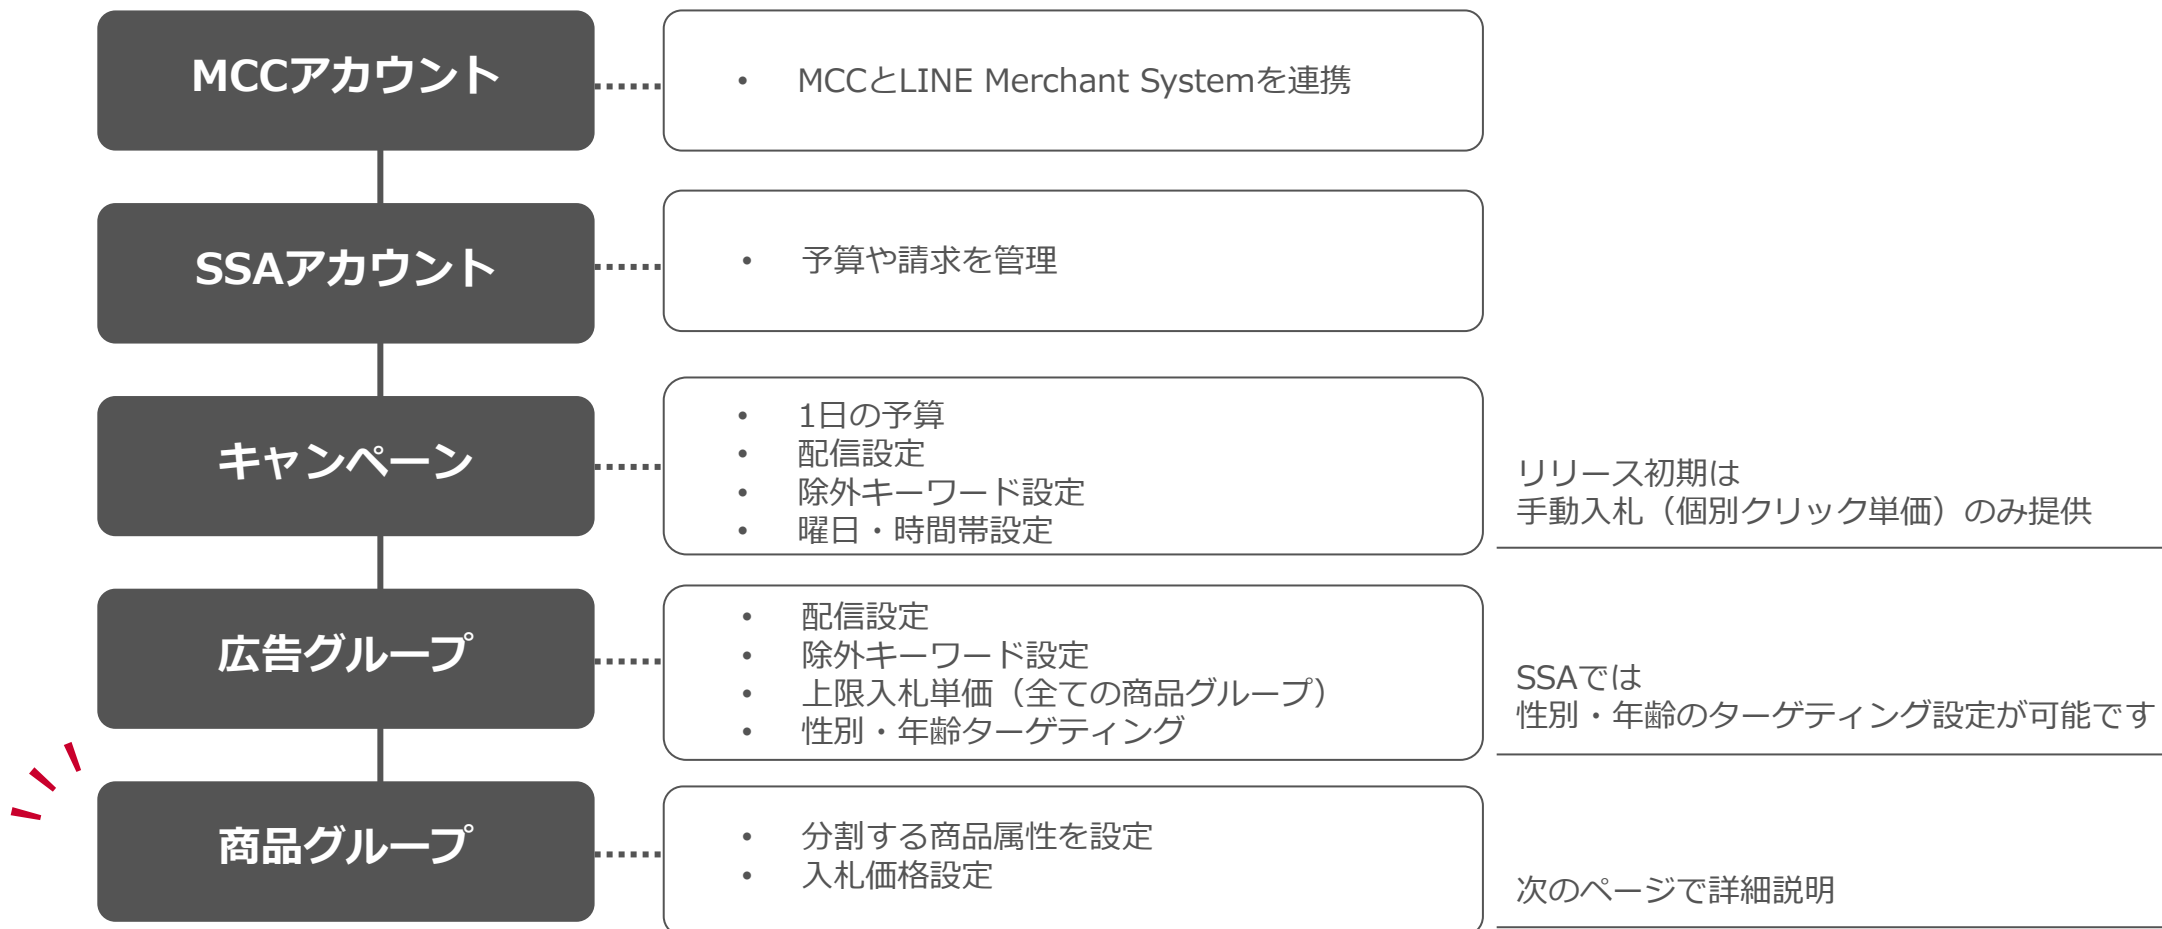 MCCアカウント
・ MCCとLINE Merchant Systemを連携
SSAアカウント
・ 予算や請求を管理
キャンペーン
・ 1日の予算
・ 配信設定
・ 除外キーワード設定
・ 曜日・時間帯設定
リリース初期は
手動入札（個別クリック単価）のみ提供
広告グループ
・ 配信設定
・ 除外キーワード設定
・ 上限入札単価（全ての商品グループ）
・ 性別・年齢ターゲティング
SSAでは
性別・年齢のターゲティング設定が可能です
商品グループ
・ 分割する商品属性を設定
・ 入札価格設定
次のページで詳細説明